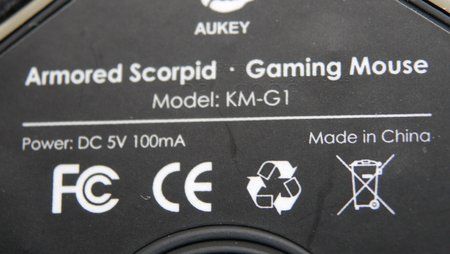 AUKEY
Armored Scorpid · Gaming Mouse
Model: KM-G1
Power: DC 5V 100mA Made in China
FC CE